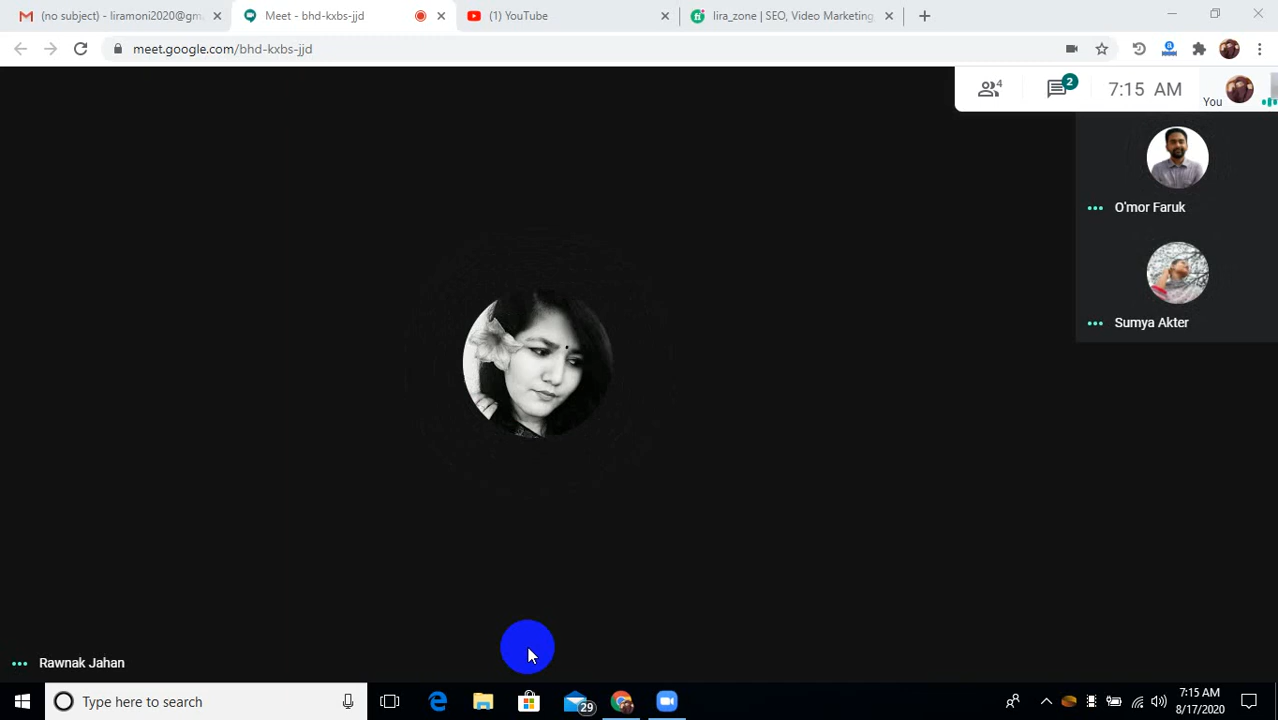 (no subject) - liramoni2020@gm
Meet - bhd-kxbs-jjd
(1) YouTube
lira_zone | SEO, Video Marketing,
meet.google.com/bhd-kxbs-jjd
4
2
7:15 AM
You
O'mor Faruk
Sumya Akter
Rawnak Jahan
Type here to search
29
7:15 AM
8/17/2020